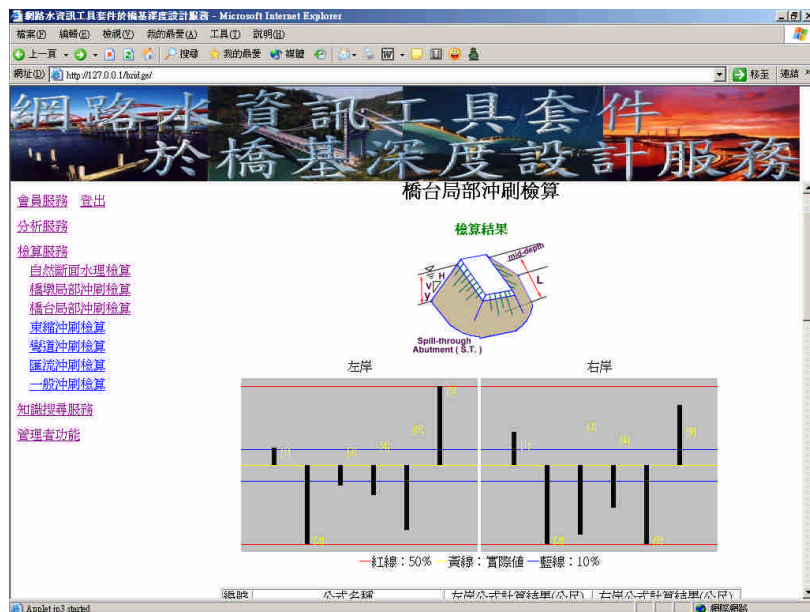 網路水資訊工具套件於橋基深度設計服務 - Microsoft Internet Explorer
檔案(F) 編輯(E) 檢視(V) 我的最愛(A) 工具(T) 說明(H)
上一頁 搜尋 我的最愛 媒體
網址(D) http://127.0.0.1/bridge/ 移至 連結 »
網路水資訊工具套件
於橋基深度設計服務
會員服務 登出
分析服務
檢算服務
自然斷面水理檢算
橋墩局部沖刷檢算
橋台局部沖刷檢算
束縮沖刷檢算
彎道沖刷檢算
匯流沖刷檢算
一般沖刷檢算
知識搜尋服務
管理者功能
橋台局部沖刷檢算
檢算結果
mid-depth
H
V
y
L
Spill-through
Abutment ( S.T. )
左岸 右岸
紅線：50% 黃線：實際值 藍線：10%
編號 公式名稱 左岸公式計算結果(公尺) 右岸公式計算結果(公尺)
Applet ip3 started 網際網路